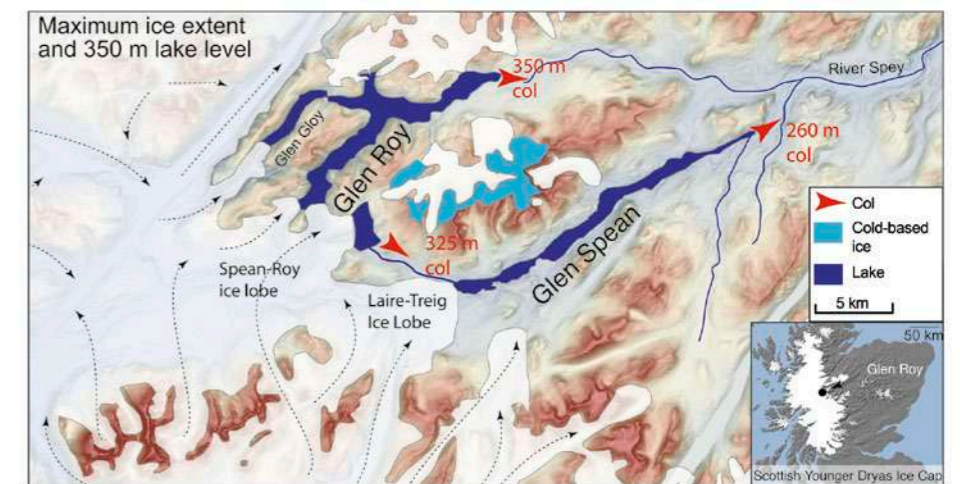 Maximum ice extent
and 350 m lake level
350 m
col
River Spey
Glen Gloy
Glen Roy
260 m
col
325 m
col
Glen Spean
Spean-Roy
ice lobe
Laire-Treig
Ice Lobe
Col
Cold-based
ice
Lake
5 km
50 km
Glen Roy
Scottish Younger Dryas Ice Cap